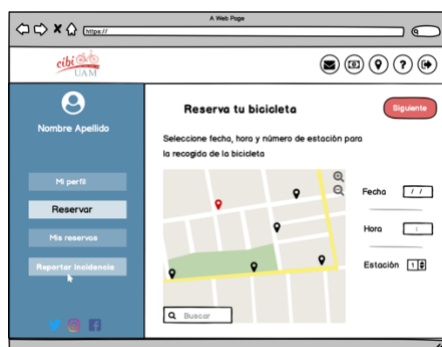 A Web Page
https://
cibi
UAM
?
Nombre Apellido
Mi perfil
Reservar
Mis reservas
Reportar incidencia
Reserva tu bicicleta
Siguiente
Seleccione fecha, hora y número de estación para
la recogida de la bicicleta
Fecha / /
Hora :
Estación 1
Buscar